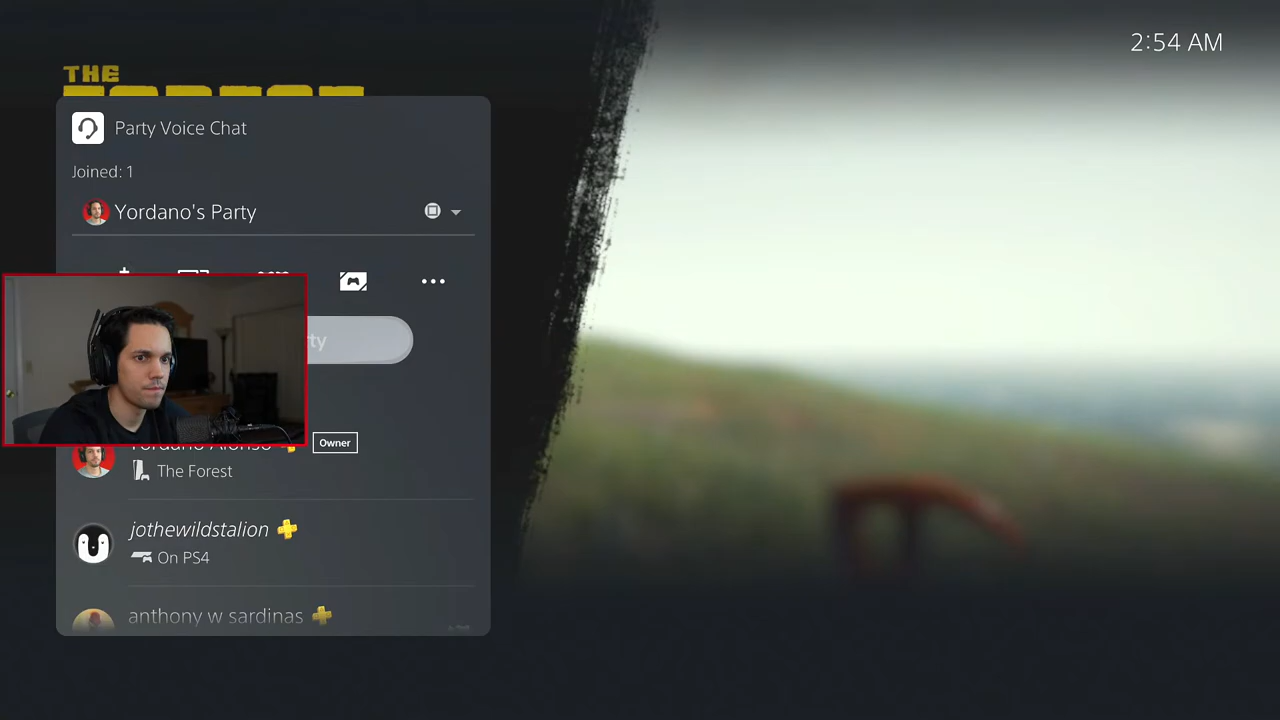 2:54 AM
THE
Party Voice Chat
Joined: 1
Yordano's Party
Owner
The Forest
jothewildstalion
On PS4
anthony w sardinas